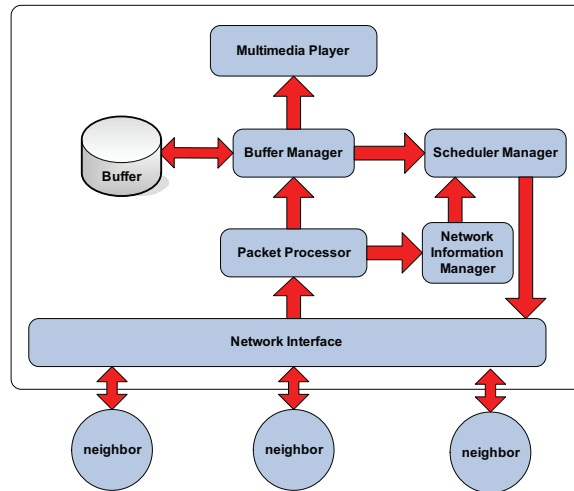 Multimedia Player
Buffer
Buffer Manager
Scheduler Manager
Packet Processor
Network
Information
Manager
Network Interface
neighbor
neighbor
neighbor